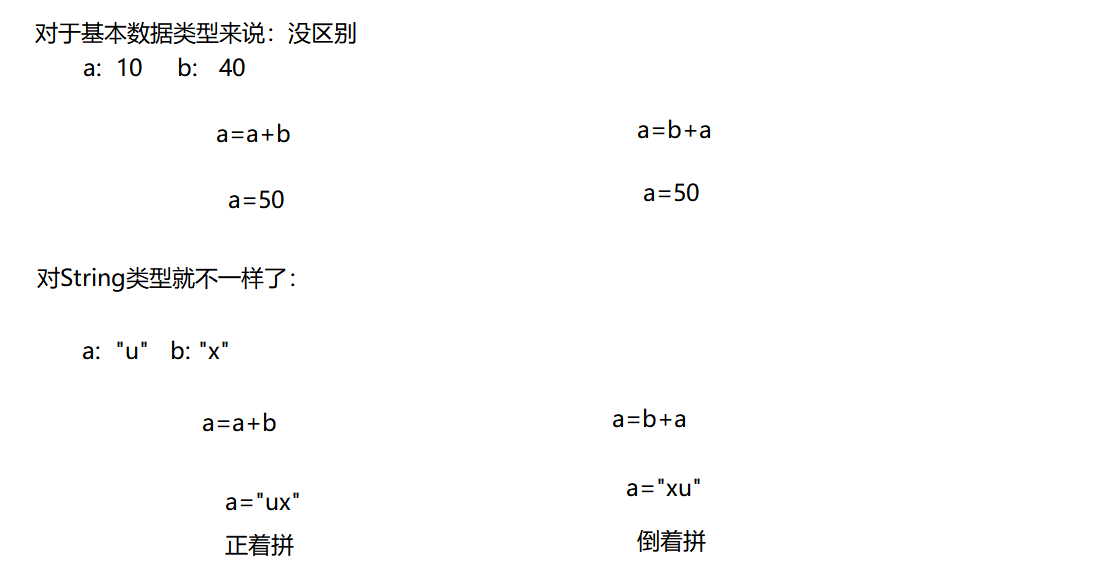 对于基本数据类型来说：没区别
a: 10 b: 40
a=a+b a=b+a
a=50 a=50
对String类型就不一样了：
a: "u" b: "x"
a=a+b a=b+a
a="ux" a="xu"
正着拼 倒着拼